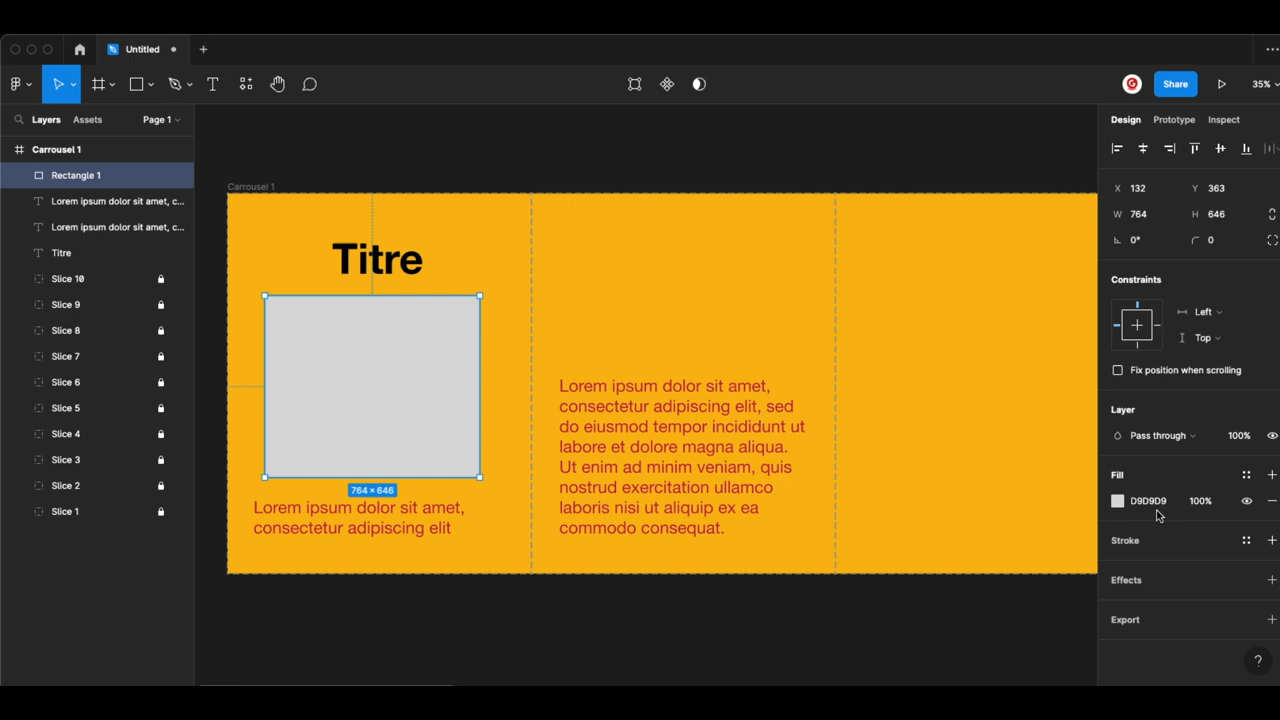 Untitled
Share
35%
Layers
Assets
Page 1
Carrousel 1
Rectangle 1
Lorem ipsum dolor sit amet, c...
Lorem ipsum dolor sit amet, c...
Titre
Slice 10
Slice 9
Slice 8
Slice 7
Slice 6
Slice 5
Slice 4
Slice 3
Slice 2
Slice 1
Carrousel 1
Titre
764 × 646
Lorem ipsum dolor sit amet,
consectetur adipiscing elit
Lorem ipsum dolor sit amet,
consectetur adipiscing elit, sed
do eiusmod tempor incididunt ut
labore et dolore magna aliqua.
Ut enim ad minim veniam, quis
nostrud exercitation ullamco
laboris nisi ut aliquip ex ea
commodo consequat.
Design
Prototype
Inspect
X 132
Y 363
W 764
H 646
0°
0
Constraints
Left
Top
Fix position when scrolling
Layer
Pass through
100%
Fill
D9D9D9
100%
Stroke
Effects
Export
?